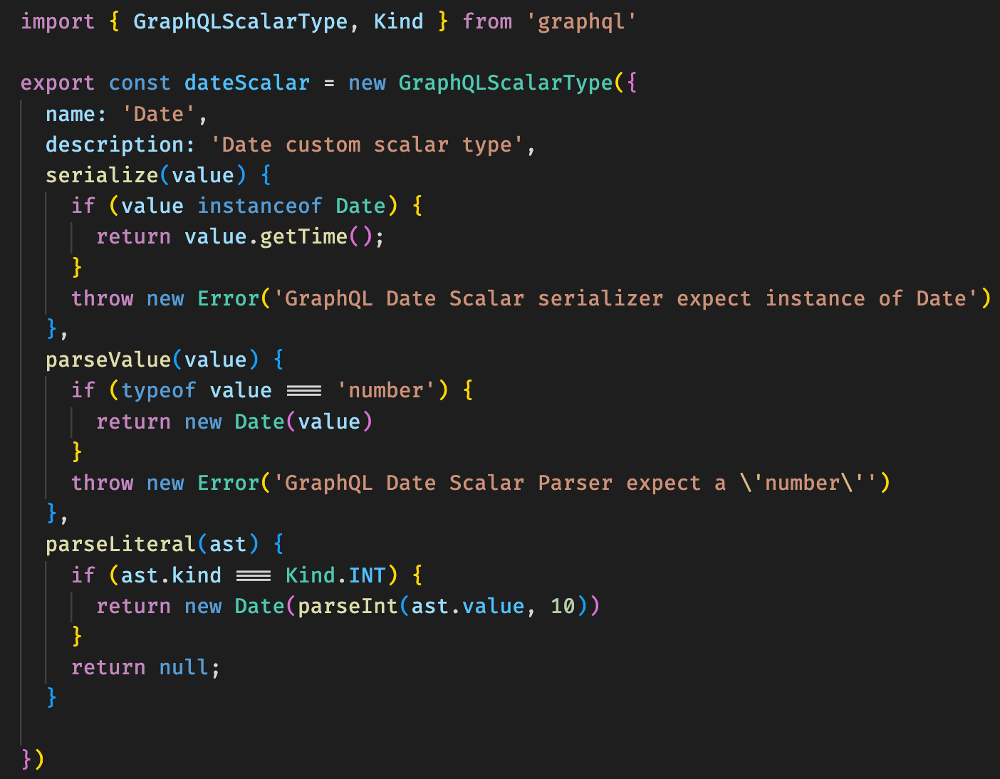 import { GraphQLScalarType, Kind } from 'graphql'
export const dateScalar = new GraphQLScalarType({
name: 'Date',
description: 'Date custom scalar type',
serialize(value) {
if (value instanceof Date) {
return value.getTime();
}
throw new Error('GraphQL Date Scalar serializer expect instance of Date')
},
parseValue(value) {
if (typeof value === 'number') {
return new Date(value)
}
throw new Error('GraphQL Date Scalar Parser expect a \'number\'')
},
parseLiteral(ast) {
if (ast.kind === Kind.INT) {
return new Date(parseInt(ast.value, 10))
}
return null;
}
})